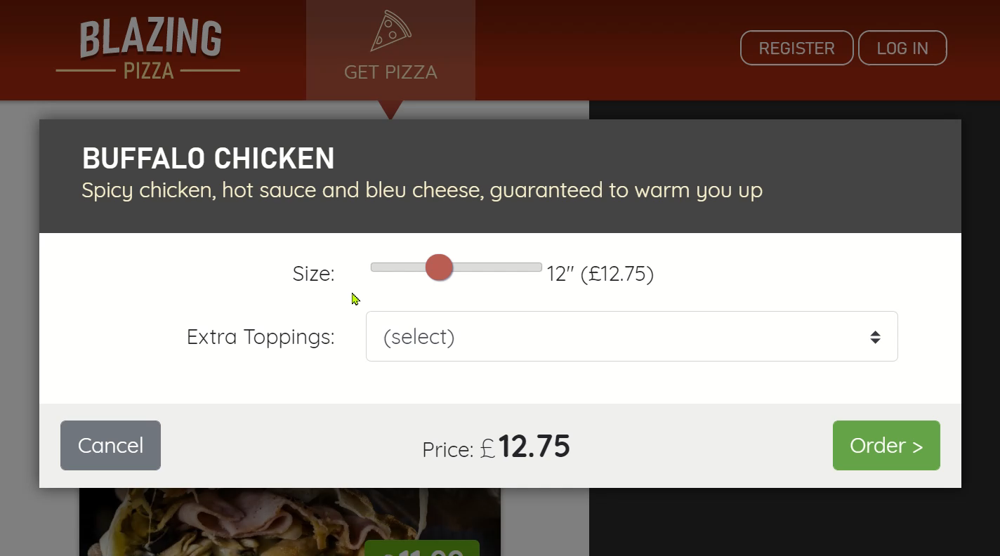 BLAZING
PIZZA
GET PIZZA
REGISTER
LOG IN
BUFFALO CHICKEN
Spicy chicken, hot sauce and bleu cheese, guaranteed to warm you up
Size:
12" (£12.75)
Extra Toppings:
(select)
Cancel
Price: £12.75
Order >